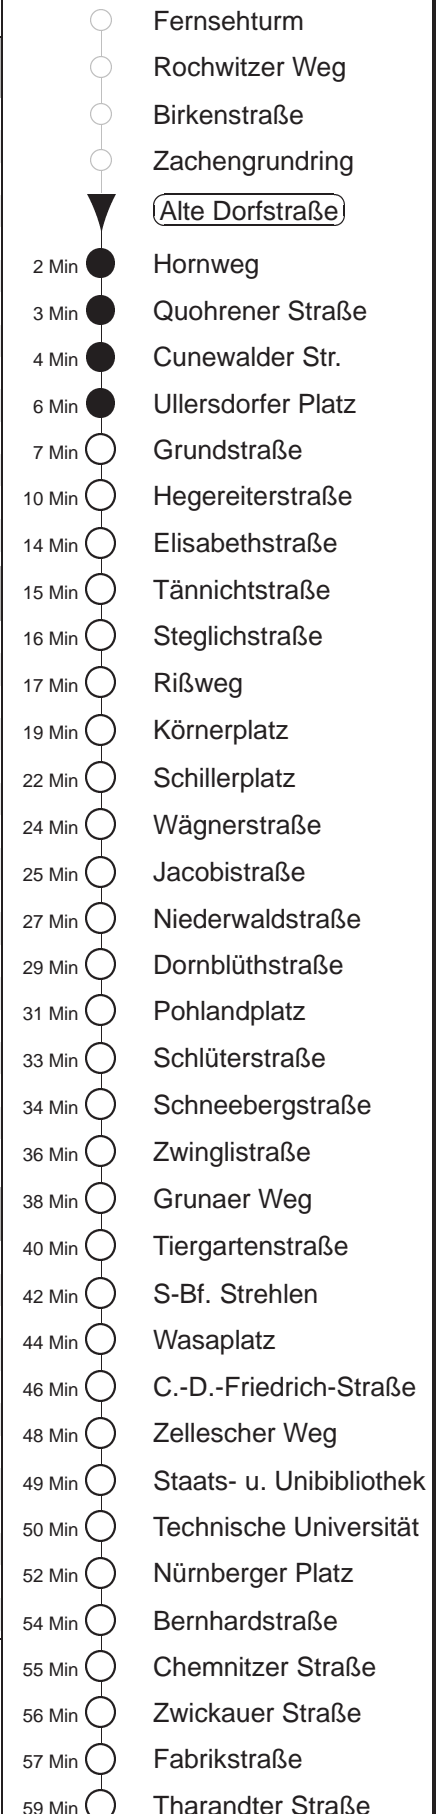 Fernsehturm
Rochwitzer Weg
Birkenstraße
Zachengrundring
Alte Dorfstraße
2 Min Hornweg
3 Min Quohrener Straße
4 Min Cunewalder Str.
6 Min Ullersdorfer Platz
7 Min Grundstraße
10 Min Hegereiterstraße
14 Min Elisabethstraße
15 Min Tännichtstraße
16 Min Steglichstraße
17 Min Rißweg
19 Min Körnerplatz
22 Min Schillerplatz
24 Min Wägnerstraße
25 Min Jacobistraße
27 Min Niederwaldstraße
29 Min Dornblüthstraße
31 Min Pohlandplatz
33 Min Schlüterstraße
34 Min Schneebergstraße
36 Min Zwinglistraße
38 Min Grunaer Weg
40 Min Tiergartenstraße
42 Min S-Bf. Strehlen
44 Min Wasaplatz
46 Min C.-D.-Friedrich-Straße
48 Min Zellescher Weg
49 Min Staats- u. Unibibliothek
50 Min Technische Universität
52 Min Nürnberger Platz
54 Min Bernhardstraße
55 Min Chemnitzer Straße
56 Min Zwickauer Straße
57 Min Fabrikstraße
59 Min Tharandter Straße